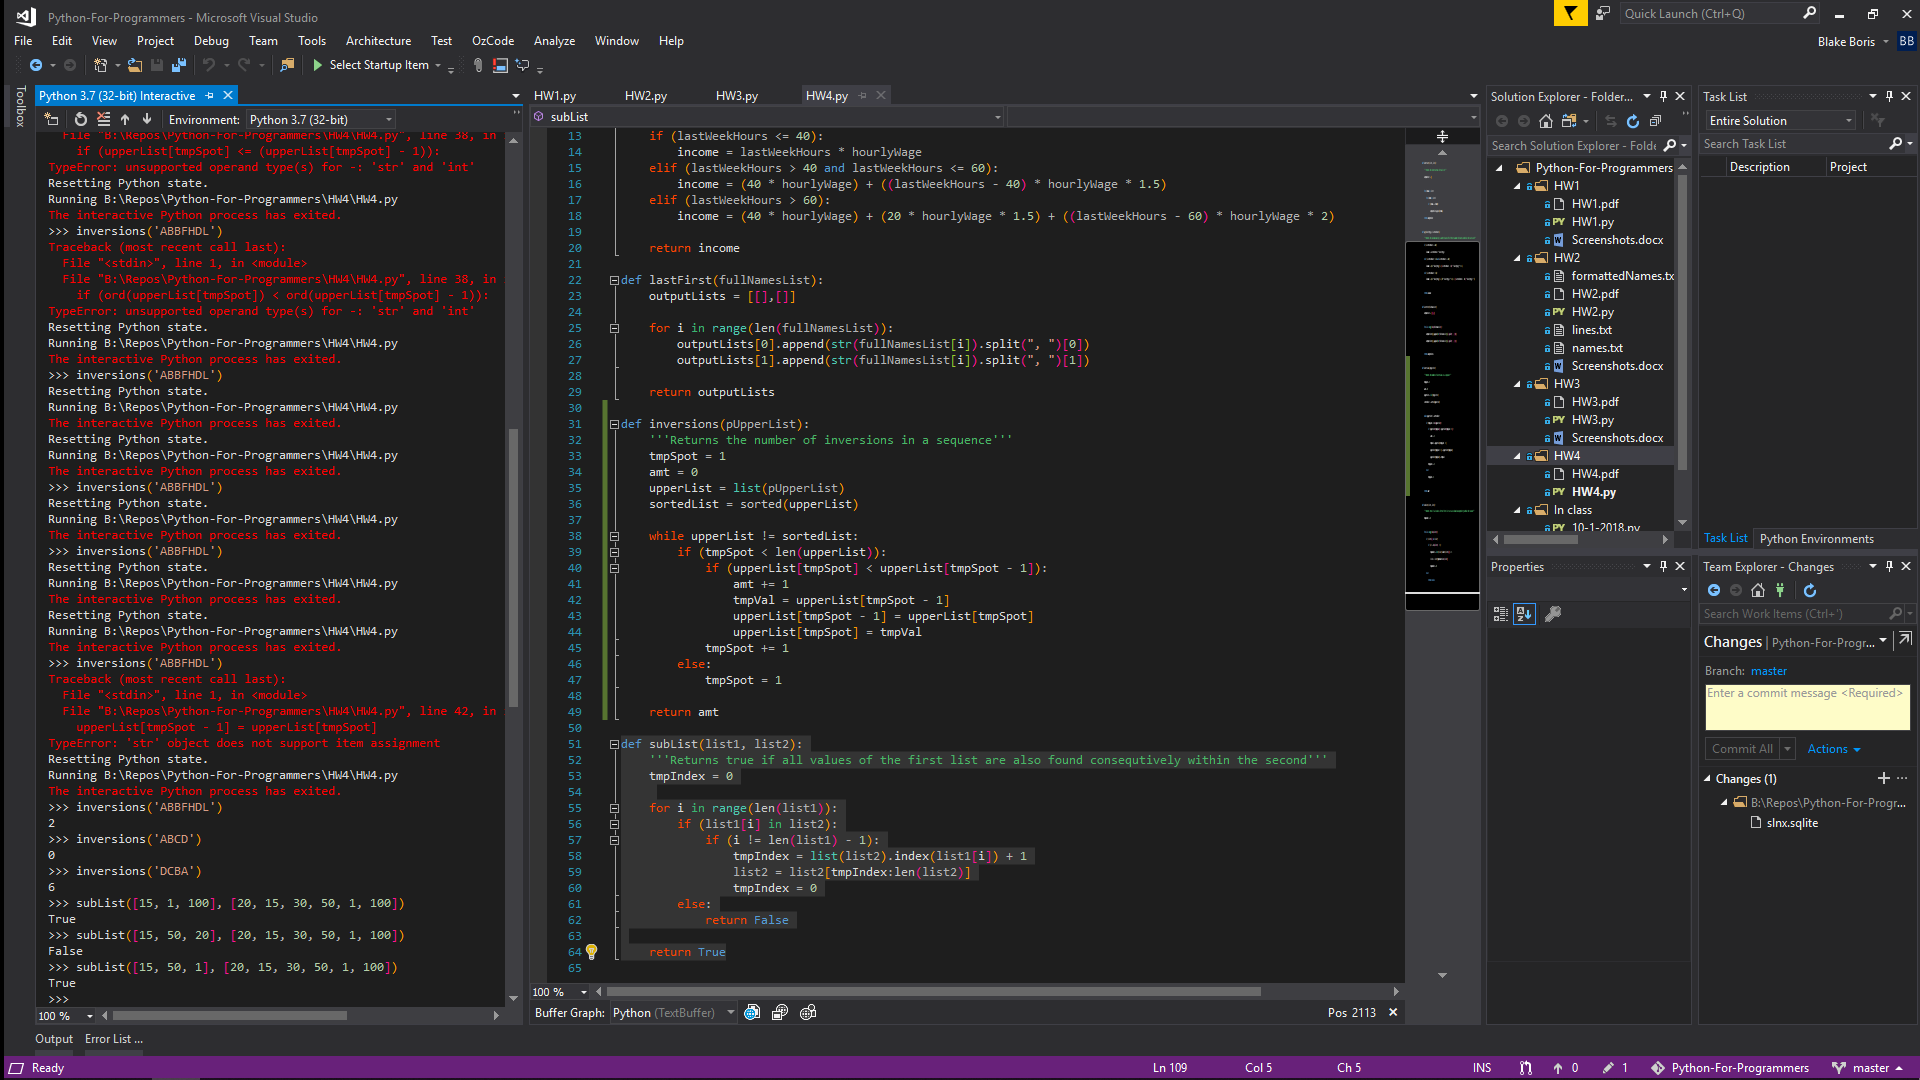 Python-For-Programmers - Microsoft Visual Studio
Quick Launch (Ctrl+Q)
File Edit View Project Debug Team Tools Architecture Test OzCode Analyze Window Help
Blake Boris BB
Select Startup Item
Toolbox
Python 3.7 (32-bit) Interactive
Environment: Python 3.7 (32-bit)
File "B:\Repos\Python-For-Programmers\HW4\HW4.py", line 38, in
if (upperList[tmpSpot] <= (upperList[tmpSpot] - 1)):
TypeError: unsupported operand type(s) for -: 'str' and 'int'
Resetting Python state.
Running B:\Repos\Python-For-Programmers\HW4\HW4.py
The interactive Python process has exited.
>>> inversions('ABBFHDL')
Traceback (most recent call last):
File "<stdin>", line 1, in <module>
File "B:\Repos\Python-For-Programmers\HW4\HW4.py", line 38, in
if (ord(upperList[tmpSpot]) < ord(upperList[tmpSpot] - 1)):
TypeError: unsupported operand type(s) for -: 'str' and 'int'
Resetting Python state.
Running B:\Repos\Python-For-Programmers\HW4\HW4.py
The interactive Python process has exited.
>>> inversions('ABBFHDL')
Resetting Python state.
Running B:\Repos\Python-For-Programmers\HW4\HW4.py
The interactive Python process has exited.
Resetting Python state.
Running B:\Repos\Python-For-Programmers\HW4\HW4.py
The interactive Python process has exited.
>>> inversions('ABBFHDL')
Resetting Python state.
Running B:\Repos\Python-For-Programmers\HW4\HW4.py
The interactive Python process has exited.
>>> inversions('ABBFHDL')
Resetting Python state.
Running B:\Repos\Python-For-Programmers\HW4\HW4.py
The interactive Python process has exited.
Resetting Python state.
Running B:\Repos\Python-For-Programmers\HW4\HW4.py
The interactive Python process has exited.
>>> inversions('ABBFHDL')
Traceback (most recent call last):
File "<stdin>", line 1, in <module>
File "B:\Repos\Python-For-Programmers\HW4\HW4.py", line 42, in
upperList[tmpSpot - 1] = upperList[tmpSpot]
TypeError: 'str' object does not support item assignment
Resetting Python state.
Running B:\Repos\Python-For-Programmers\HW4\HW4.py
The interactive Python process has exited.
>>> inversions('ABBFHDL')
2
>>> inversions('ABCD')
0
>>> inversions('DCBA')
6
>>> subList([15, 1, 100], [20, 15, 30, 50, 1, 100])
True
>>> subList([15, 50, 20], [20, 15, 30, 50, 1, 100])
False
>>> subList([15, 50, 1], [20, 15, 30, 50, 1, 100])
True
>>>
100 %
HW1.py HW2.py HW3.py HW4.py
subList
13 if (lastWeekHours <= 40):
14 income = lastWeekHours * hourlyWage
15 elif (lastWeekHours > 40 and lastWeekHours <= 60):
16 income = (40 * hourlyWage) + ((lastWeekHours - 40) * hourlyWage * 1.5)
17 elif (lastWeekHours > 60):
18 income = (40 * hourlyWage) + (20 * hourlyWage * 1.5) + ((lastWeekHours - 60) * hourlyWage * 2)
19
20 return income
21
22 def lastFirst(fullNamesList):
23 outputLists = [[],[]]
24
25 for i in range(len(fullNamesList)):
26 outputLists[0].append(str(fullNamesList[i]).split(", ")[0])
27 outputLists[1].append(str(fullNamesList[i]).split(", ")[1])
28
29 return outputLists
30
31 def inversions(pUpperList):
32 '''Returns the number of inversions in a sequence'''
33 tmpSpot = 1
34 amt = 0
35 upperList = list(pUpperList)
36 sortedList = sorted(upperList)
37
38 while upperList != sortedList:
39 if (tmpSpot < len(upperList)):
40 if (upperList[tmpSpot] < upperList[tmpSpot - 1]):
41 amt += 1
42 tmpVal = upperList[tmpSpot - 1]
43 upperList[tmpSpot - 1] = upperList[tmpSpot]
44 upperList[tmpSpot] = tmpVal
45 tmpSpot += 1
46 else:
47 tmpSpot = 1
48
49 return amt
50
51 def subList(list1, list2):
52 '''Returns true if all values of the first list are also found consequtively within the second'''
53 tmpIndex = 0
54
55 for i in range(len(list1)):
56 if (list1[i] in list2):
57 if (i != len(list1) - 1):
58 tmpIndex = list(list2).index(list1[i]) + 1
59 list2 = list2[tmpIndex:len(list2)]
60 tmpIndex = 0
61 else:
62 return False
63
64 return True
65
100 %
Buffer Graph: Python (TextBuffer)
Pos 2113
Solution Explorer - Folder...
Search Solution Explorer - Folde
Python-For-Programmers
HW1
HW1.pdf
HW1.py
Screenshots.docx
HW2
formattedNames.tx
HW2.pdf
HW2.py
lines.txt
names.txt
Screenshots.docx
HW3
HW3.pdf
HW3.py
Screenshots.docx
HW4
HW4.pdf
HW4.py
In class
10-1-2018.py
Properties
Task List
Entire Solution
Search Task List
Description Project
Task List Python Environments
Team Explorer - Changes
Search Work Items (Ctrl+')
Changes | Python-For-Progr...
Branch: master
Enter a commit message <Required>
Commit All Actions
Changes (1)
B:\Repos\Python-For-Progr...
slnx.sqlite
Output Error List ...
Ready
Ln 109 Col 5 Ch 5 INS 0 1 Python-For-Programmers master